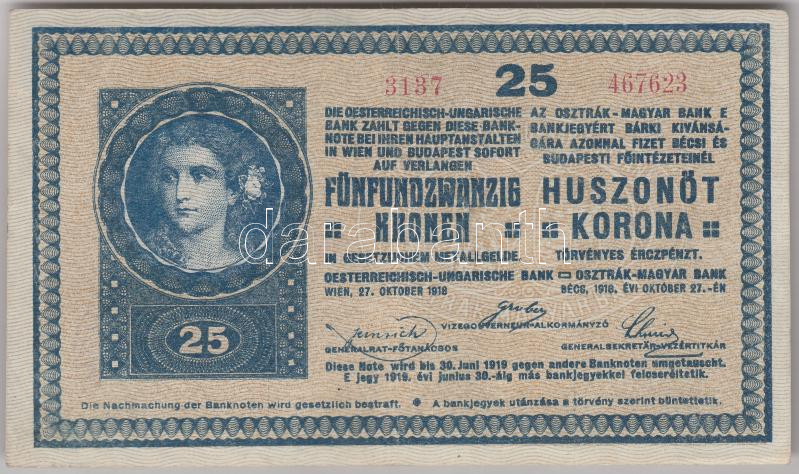 3137 25 467623
DIE OESTERREICHISCH-UNGARISCHE
BANK ZAHLT GEGEN DIESE BANK-
NOTE BEI IHREN HAUPTANSTALTEN
IN WIEN UND BUDAPEST SOFORT
AUF VERLANGEN
FÜNFUNDZWANZIG
KRONEN
IN GESETZLICHEM METALLGELDE.
AZ OSZTRÁK-MAGYAR BANK E
BANKJEGYÉRT BÁRKI KIVÁNSÁ-
GÁRA AZONNAL FIZET BÉCSI ÉS
BUDAPESTI FŐINTÉZETEINÉL
HUSZONÖT
KORONA
TÖRVÉNYES ÉRCZPÉNZT.
darabanth
OESTERREICHISCH-UNGARISCHE BANK OSZTRÁK-MAGYAR BANK
WIEN, 27. OKTOBER 1918 BÉCS, 1918. ÉVI OKTÓBER 27.-ÉN
VIZEGOUVERNEUR-ALKORMÁNYZÓ
GENERALRAT-FŐTANÁCSOS GENERALSEKRETÄR-VEZÉRTITKÁR
Diese Note wird bis 30. Juni 1919 gegen andere Banknoten umgetauscht.
E jegy 1919. évi junius 30.-áig más bankjegyekkel felcseréltetik.
25
Die Nachmachung der Banknoten wird gesetzlich bestraft. A bankjegyek utánzása a törvény szerint büntettetik.